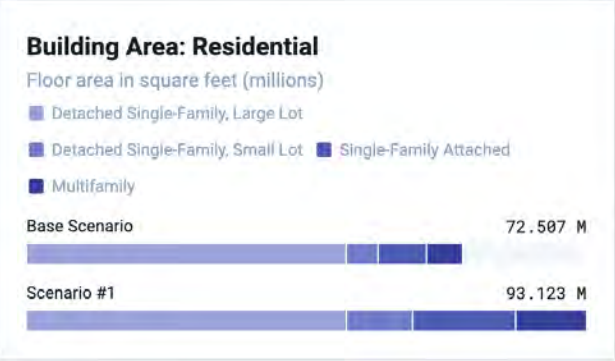 Building Area: Residential
Floor area in square feet (millions)
Detached Single-Family, Large Lot
Detached Single-Family, Small Lot Single-Family Attached
Multifamily
Base Scenario 72.507 M
Scenario #1 93.123 M